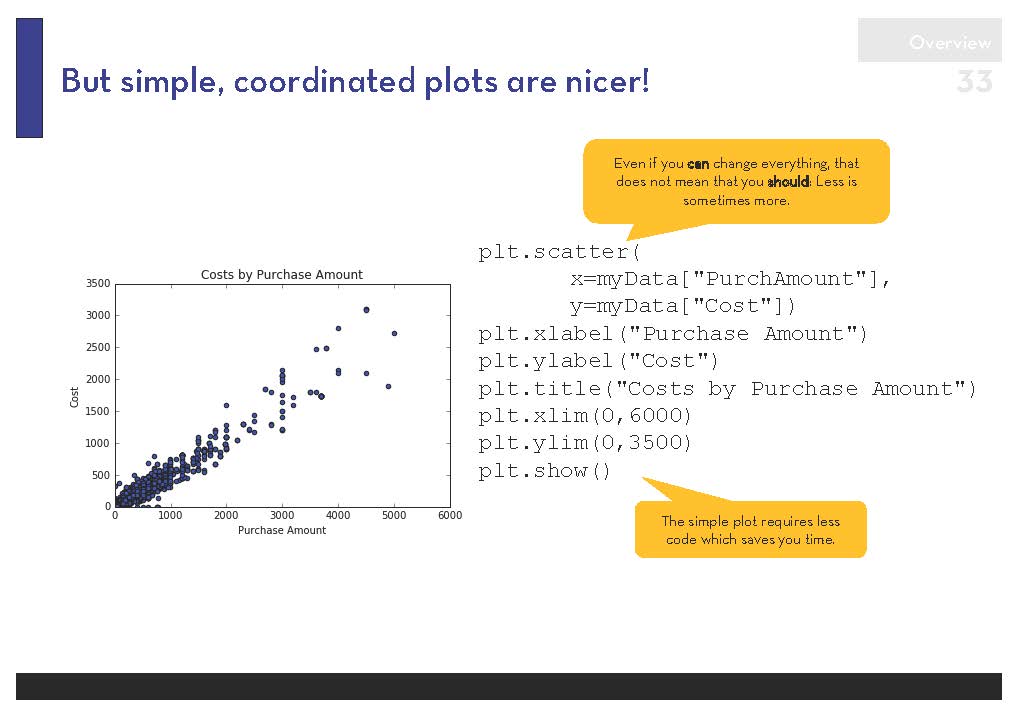 Overview
33
But simple, coordinated plots are nicer!
Even if you can change everything, that
does not mean that you should! Less is
sometimes more.
plt.scatter(
x=myData["PurchAmount"],
y=myData["Cost"])
plt.xlabel("Purchase Amount")
plt.ylabel("Cost")
plt.title("Costs by Purchase Amount")
plt.xlim(0,6000)
plt.ylim(0,3500)
plt.show()
The simple plot requires less
code which saves you time.
Costs by Purchase Amount
3500
3000
2500
2000
1500
1000
500
0
Cost
0 1000 2000 3000 4000 5000 6000
Purchase Amount